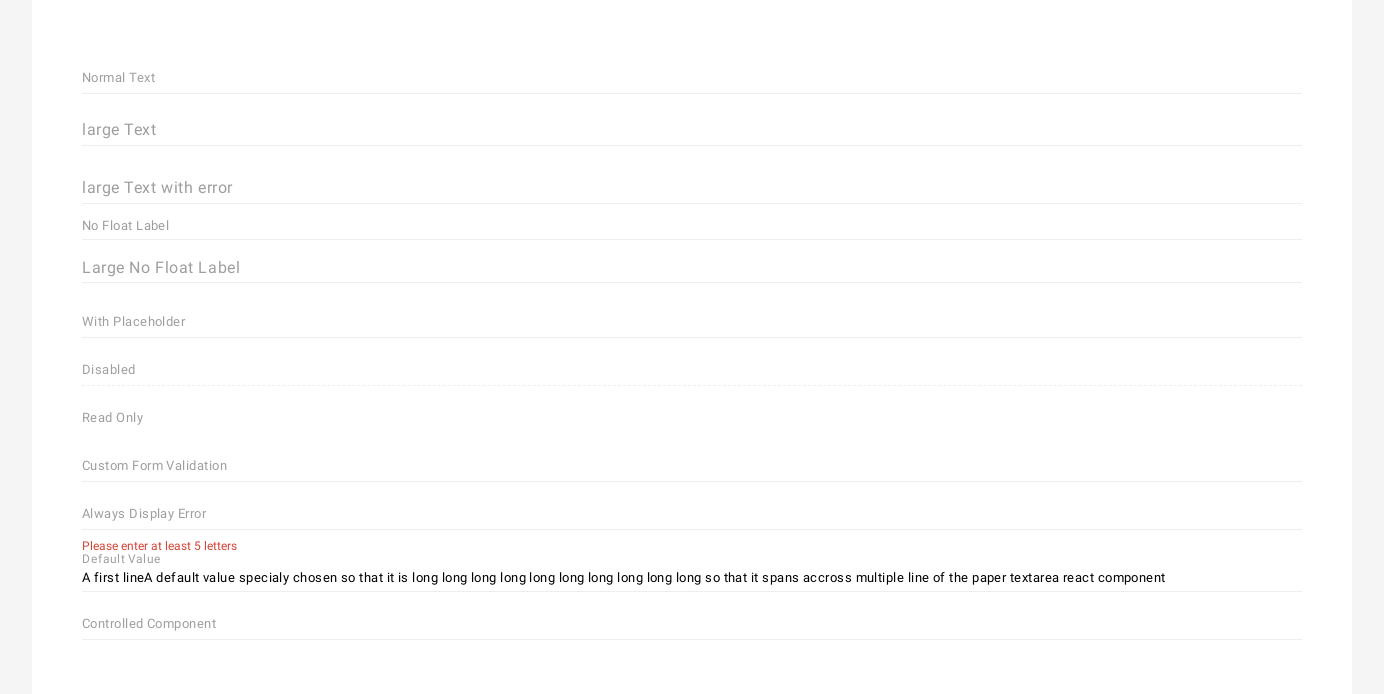 Normal Text
large Text
large Text with error
No Float Label
Large No Float Label
With Placeholder
Disabled
Read Only
Custom Form Validation
Always Display Error
Please enter at least 5 letters
Default Value
A first lineA default value specialy chosen so that it is long long long long long long long long long long so that it spans accross multiple line of the paper textarea react component
Controlled Component